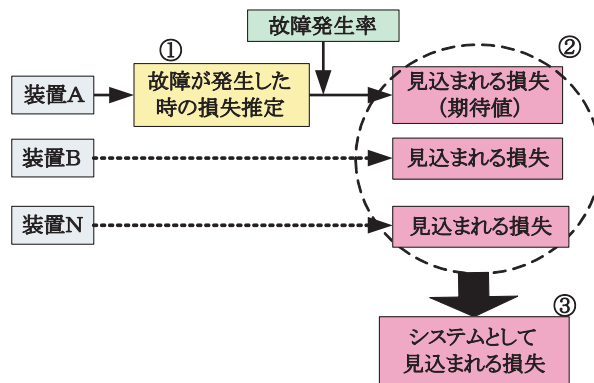 故障発生率
①
②
装置A
故障が発生した
時の損失推定
見込まれる損失
(期待値)
装置B
見込まれる損失
装置N
見込まれる損失
③
システムとして
見込まれる損失